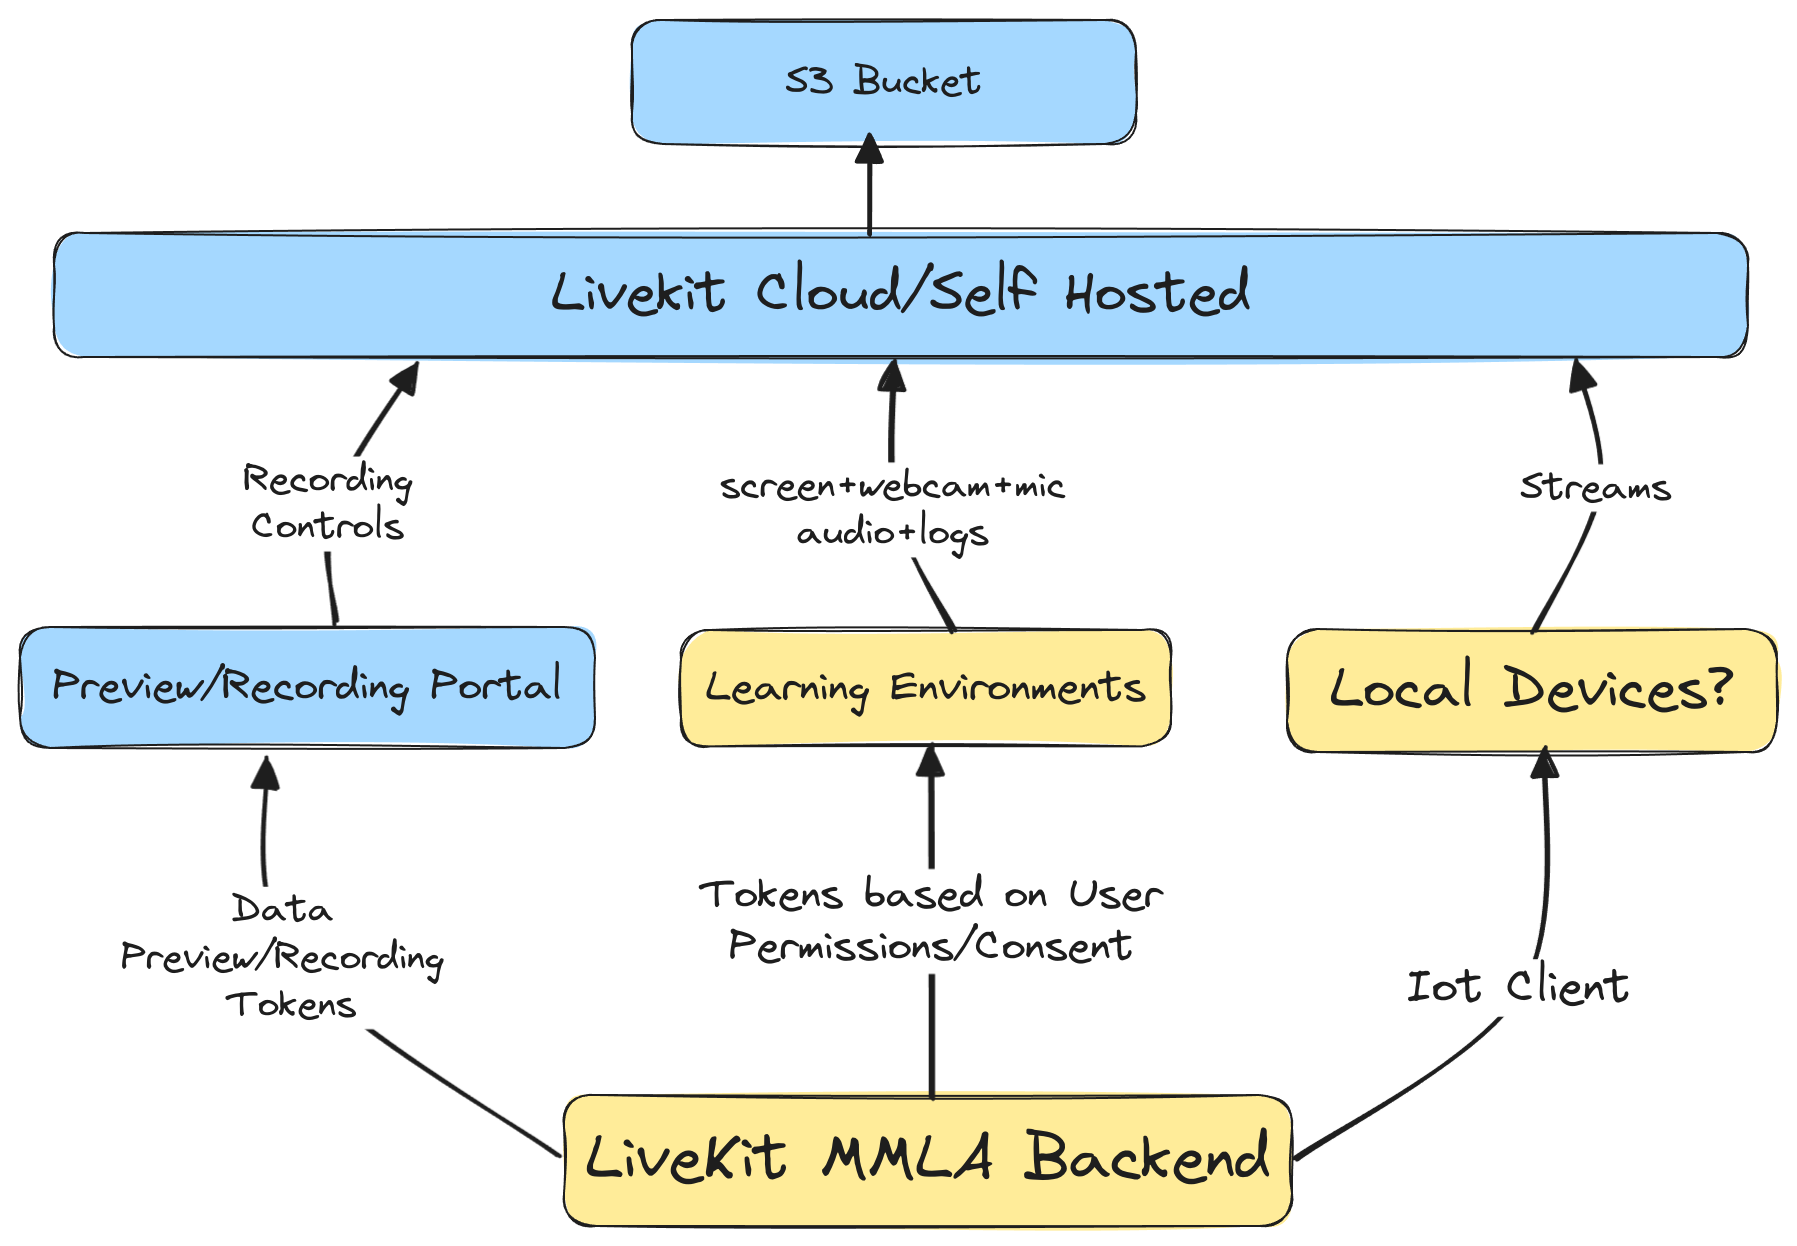 S3 Bucket
Livekit Cloud/Self Hosted
Recording
Controls
screen+webcam+mic
audio+logs
Streams
Preview/Recording Portal
Learning Environments
Local Devices?
Data
Preview/Recording
Tokens
Tokens based on User
Permissions/Consent
Iot Client
LiveKit MMLA Backend